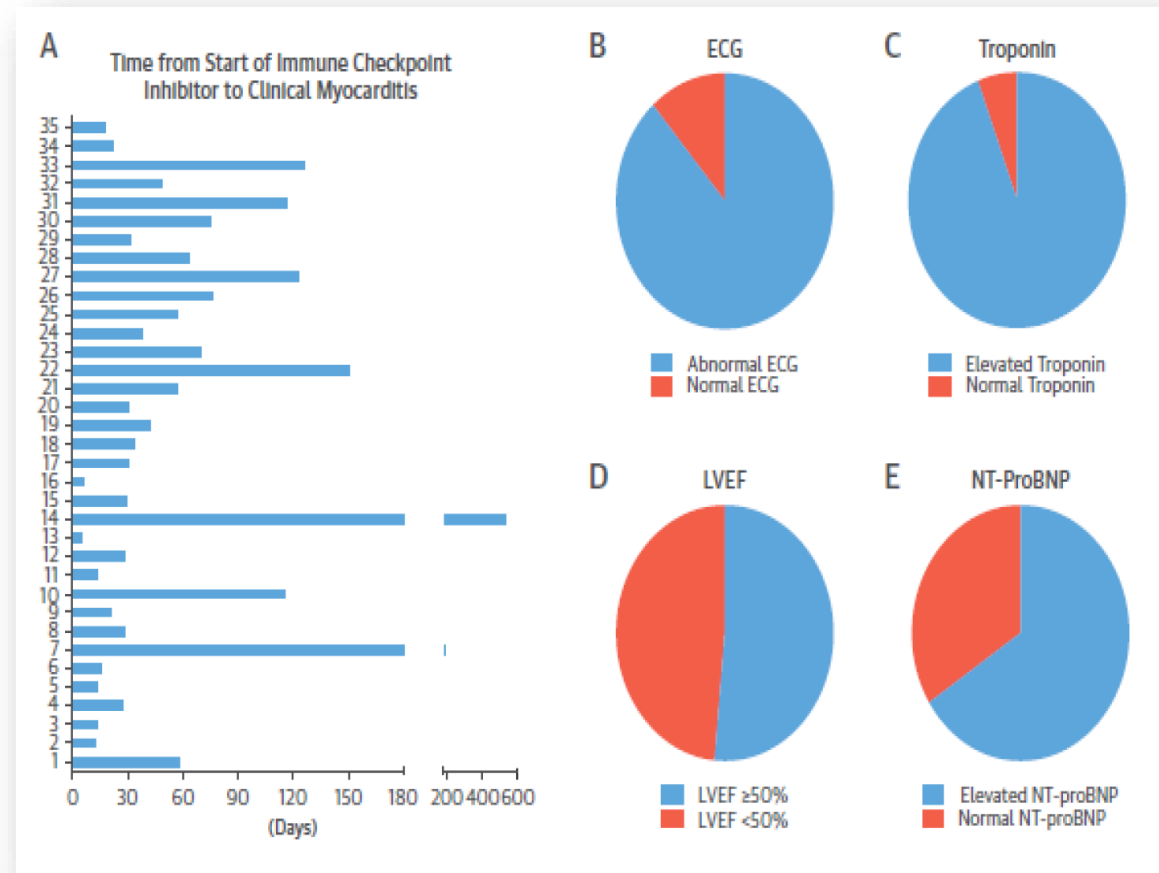 A
Time from Start of Immune Checkpoint
Inhibitor to Clinical Myocarditis
35
34
33
32
31
30
29
28
27
26
25
24
23
22
21
20
19
18
17
16
15
14
13
12
11
10
9
8
7
6
5
4
3
2
1
0 30 60 90 120 150 180 200 400 600
(Days)
B
ECG
Abnormal ECG
Normal ECG
C
Troponin
Elevated Troponin
Normal Troponin
D
LVEF
LVEF ≥50%
LVEF <50%
E
NT-ProBNP
Elevated NT-proBNP
Normal NT-proBNP